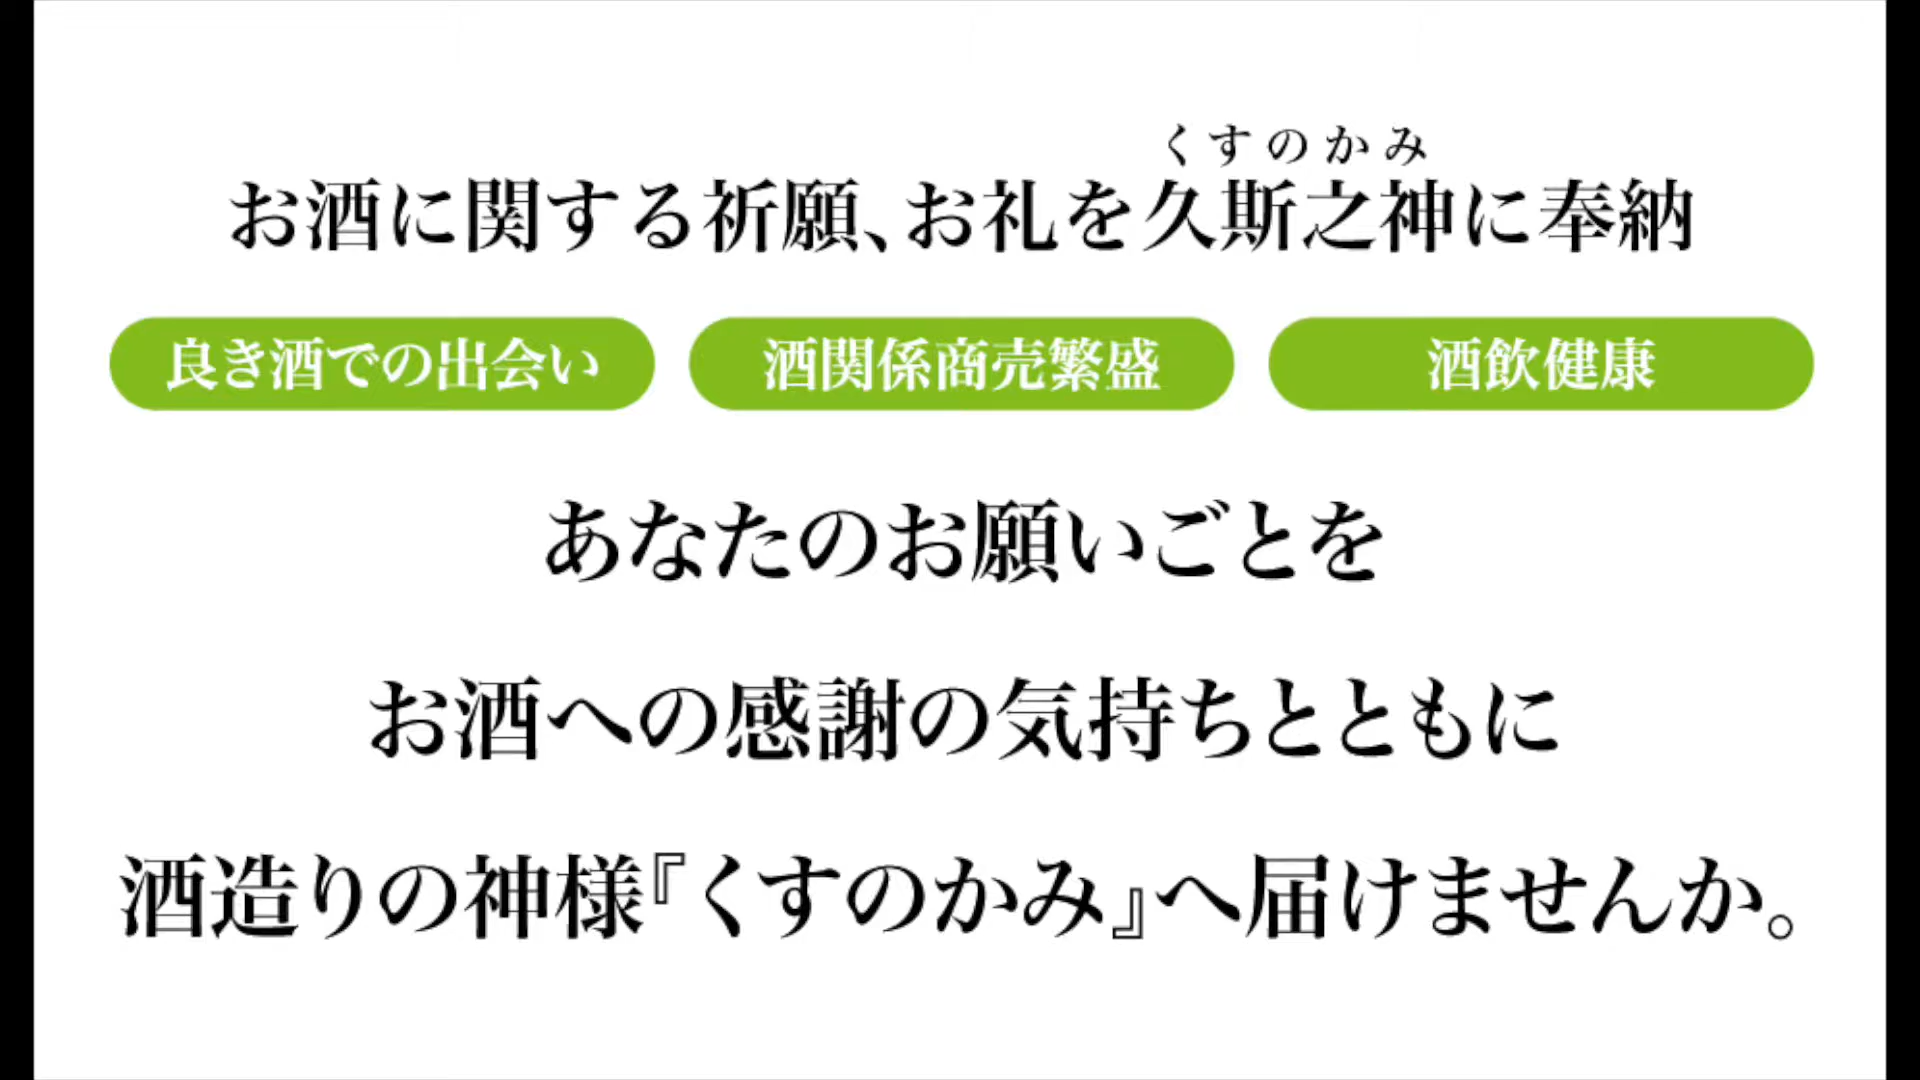 くすのかみ
お酒に関する祈願、お礼を久斯之神に奉納
良き酒での出会い
酒関係商売繁盛
酒飲健康
あなたのお願いごとを
お酒への感謝の気持ちとともに
酒造りの神様『くすのかみ』へ届けませんか。